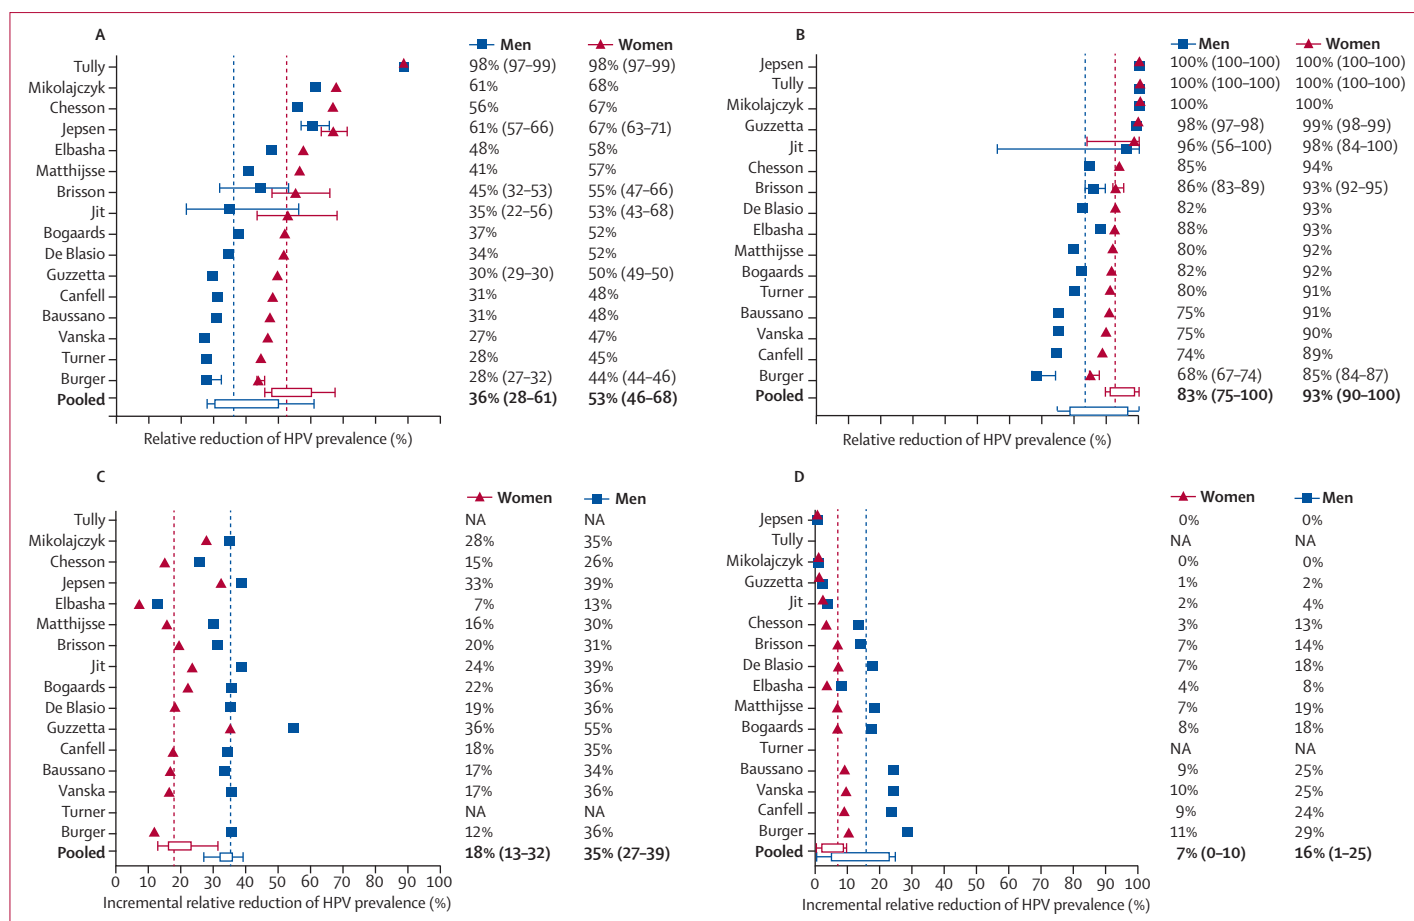 A
Men Women
Tully 98% (97–99) 98% (97–99)
Mikolajczyk 61% 68%
Chesson 56% 67%
Jepsen 61% (57–66) 67% (63–71)
Elbasha 48% 58%
Matthijsse 41% 57%
Brisson 45% (32–53) 55% (47–66)
Jit 35% (22–56) 53% (43–68)
Bogaards 37% 52%
De Blasio 34% 52%
Guzzetta 30% (29–30) 50% (49–50)
Canfell 31% 48%
Baussano 31% 48%
Vanska 27% 47%
Turner 28% 45%
Burger 28% (27–32) 44% (44–46)
Pooled 36% (28–61) 53% (46–68)
Relative reduction of HPV prevalence (%)
B
Men Women
Jepsen 100% (100–100) 100% (100–100)
Tully 100% (100–100) 100% (100–100)
Mikolajczyk 100% 100%
Guzzetta 98% (97–98) 99% (98–99)
Jit 96% (56–100) 98% (84–100)
Chesson 85% 94%
Brisson 86% (83–89) 93% (92–95)
De Blasio 82% 93%
Elbasha 88% 93%
Matthijsse 80% 92%
Bogaards 82% 92%
Turner 80% 91%
Baussano 75% 91%
Vanska 75% 90%
Canfell 74% 89%
Burger 68% (67–74) 85% (84–87)
Pooled 83% (75–100) 93% (90–100)
Relative reduction of HPV prevalence (%)
C
Women Men
Tully NA NA
Mikolajczyk 28% 35%
Chesson 15% 26%
Jepsen 33% 39%
Elbasha 7% 13%
Matthijsse 16% 30%
Brisson 20% 31%
Jit 24% 39%
Bogaards 22% 36%
De Blasio 19% 36%
Guzzetta 36% 55%
Canfell 18% 35%
Baussano 17% 34%
Vanska 17% 36%
Turner NA NA
Burger 12% 36%
Pooled 18% (13–32) 35% (27–39)
0 10 20 30 40 50 60 70 80 90 100
Incremental relative reduction of HPV prevalence (%)
D
Women Men
Jepsen 0% 0%
Tully NA NA
Mikolajczyk 0% 0%
Guzzetta 1% 2%
Jit 2% 4%
Chesson 3% 13%
Brisson 7% 14%
De Blasio 7% 18%
Elbasha 4% 8%
Matthijsse 7% 19%
Bogaards 8% 18%
Turner NA NA
Baussano 9% 25%
Vanska 10% 25%
Canfell 9% 24%
Burger 11% 29%
Pooled 7% (0–10) 16% (1–25)
0 10 20 30 40 50 60 70 80 90 100
Incremental relative reduction of HPV prevalence (%)